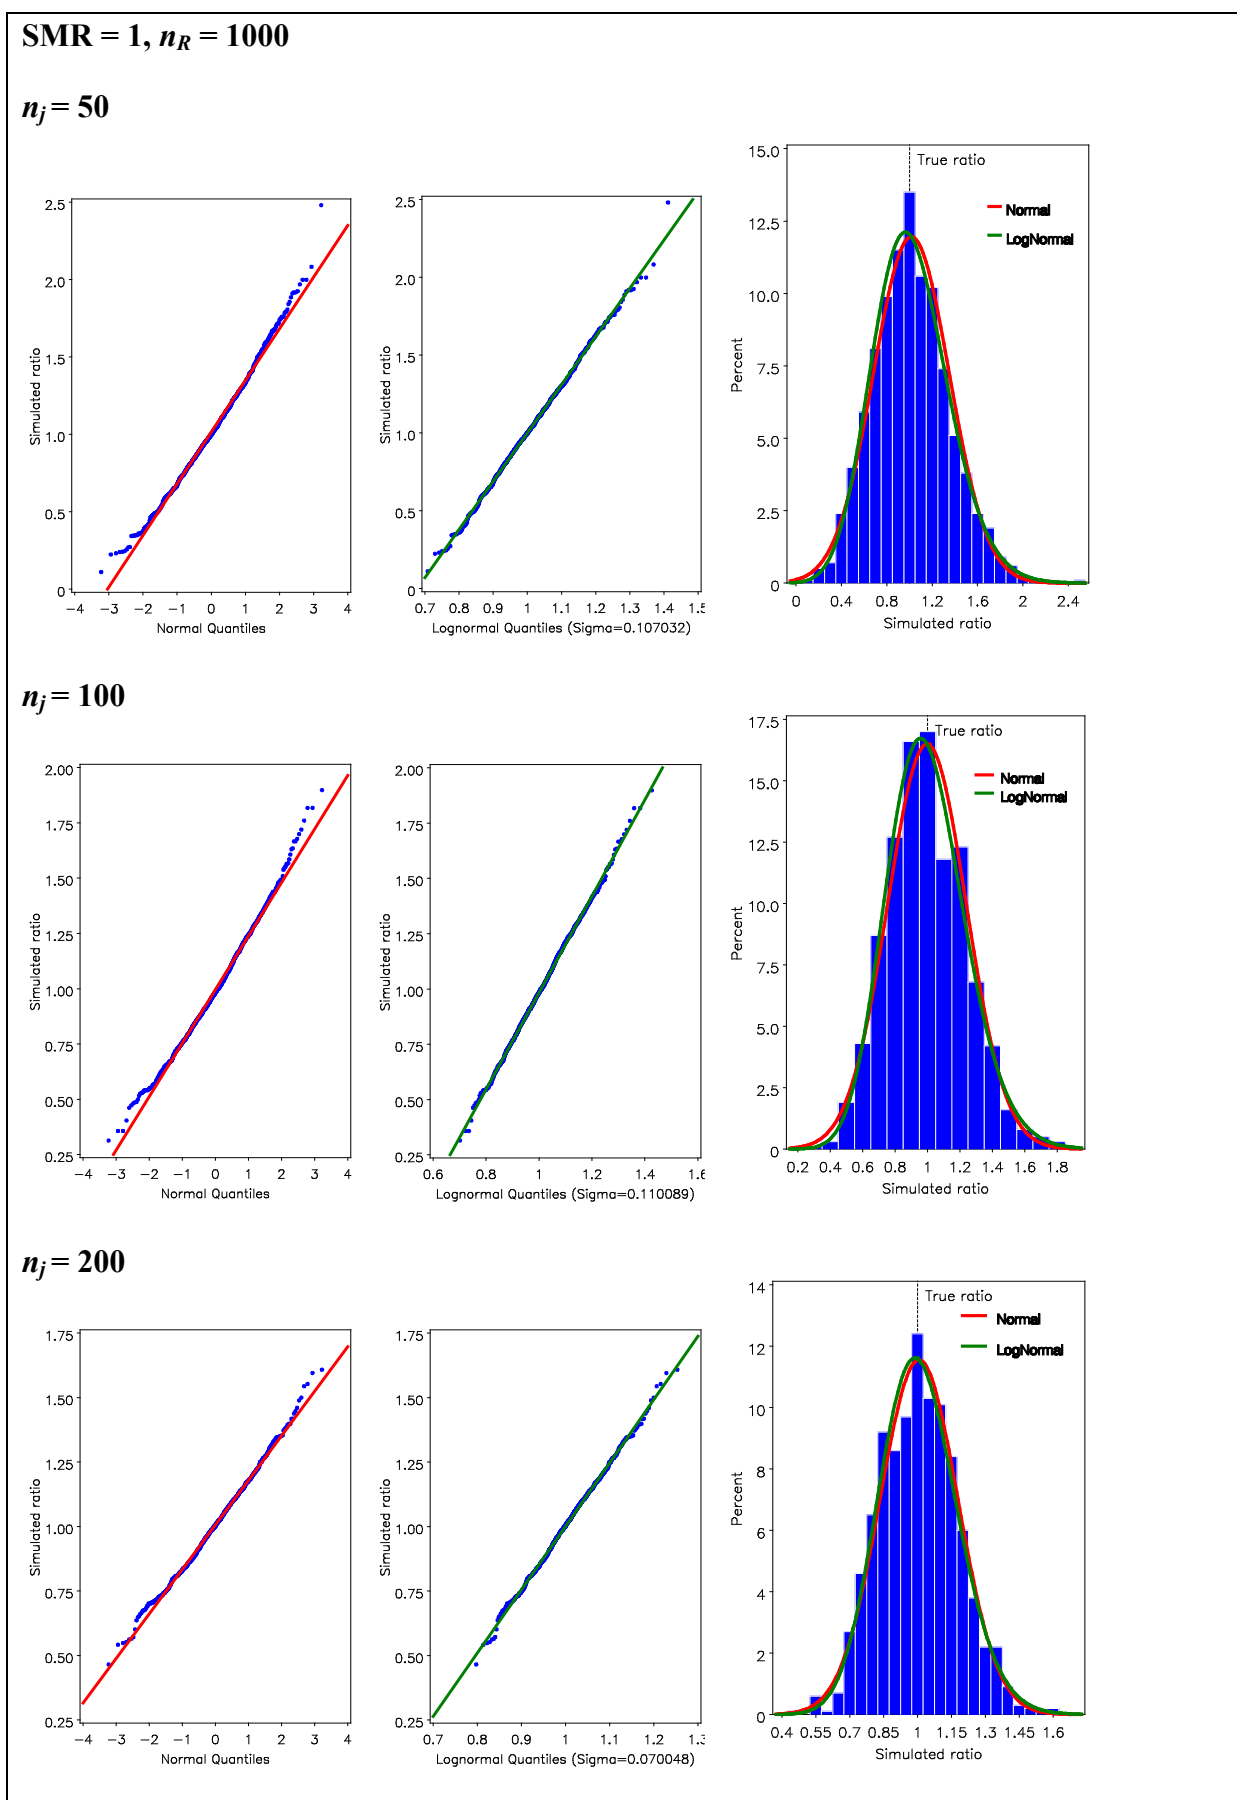 SMR = 1, nR = 1000
nj = 50
2.5
2.0
1.5
1.0
0.5
0
Simulated ratio
−4 −3 −2 −1 0 1 2 3 4
Normal Quantiles
2.5
2.0
1.5
1.0
0.5
0
Simulated ratio
0.7 0.8 0.9 1 1.1 1.2 1.3 1.4 1.5
Lognormal Quantiles (Sigma=0.107032)
15.0
12.5
10.0
7.5
5.0
2.5
0
Percent
True ratio
Normal
LogNormal
0 0.4 0.8 1.2 1.6 2 2.4
Simulated ratio
nj = 100
2.00
1.75
1.50
1.25
1.00
0.75
0.50
0.25
Simulated ratio
−4 −3 −2 −1 0 1 2 3 4
Normal Quantiles
2.00
1.75
1.50
1.25
1.00
0.75
0.50
0.25
Simulated ratio
0.6 0.8 1 1.2 1.4 1.6
Lognormal Quantiles (Sigma=0.110089)
17.5
15.0
12.5
10.0
7.5
5.0
2.5
0
Percent
True ratio
Normal
LogNormal
0.2 0.4 0.6 0.8 1 1.2 1.4 1.6 1.8
Simulated ratio
nj = 200
1.75
1.50
1.25
1.00
0.75
0.50
0.25
Simulated ratio
−4 −3 −2 −1 0 1 2 3 4
Normal Quantiles
1.75
1.50
1.25
1.00
0.75
0.50
0.25
Simulated ratio
0.7 0.8 0.9 1 1.1 1.2 1.3
Lognormal Quantiles (Sigma=0.070048)
14
12
10
8
6
4
2
0
Percent
True ratio
Normal
LogNormal
0.4 0.55 0.7 0.85 1 1.15 1.3 1.45 1.6
Simulated ratio